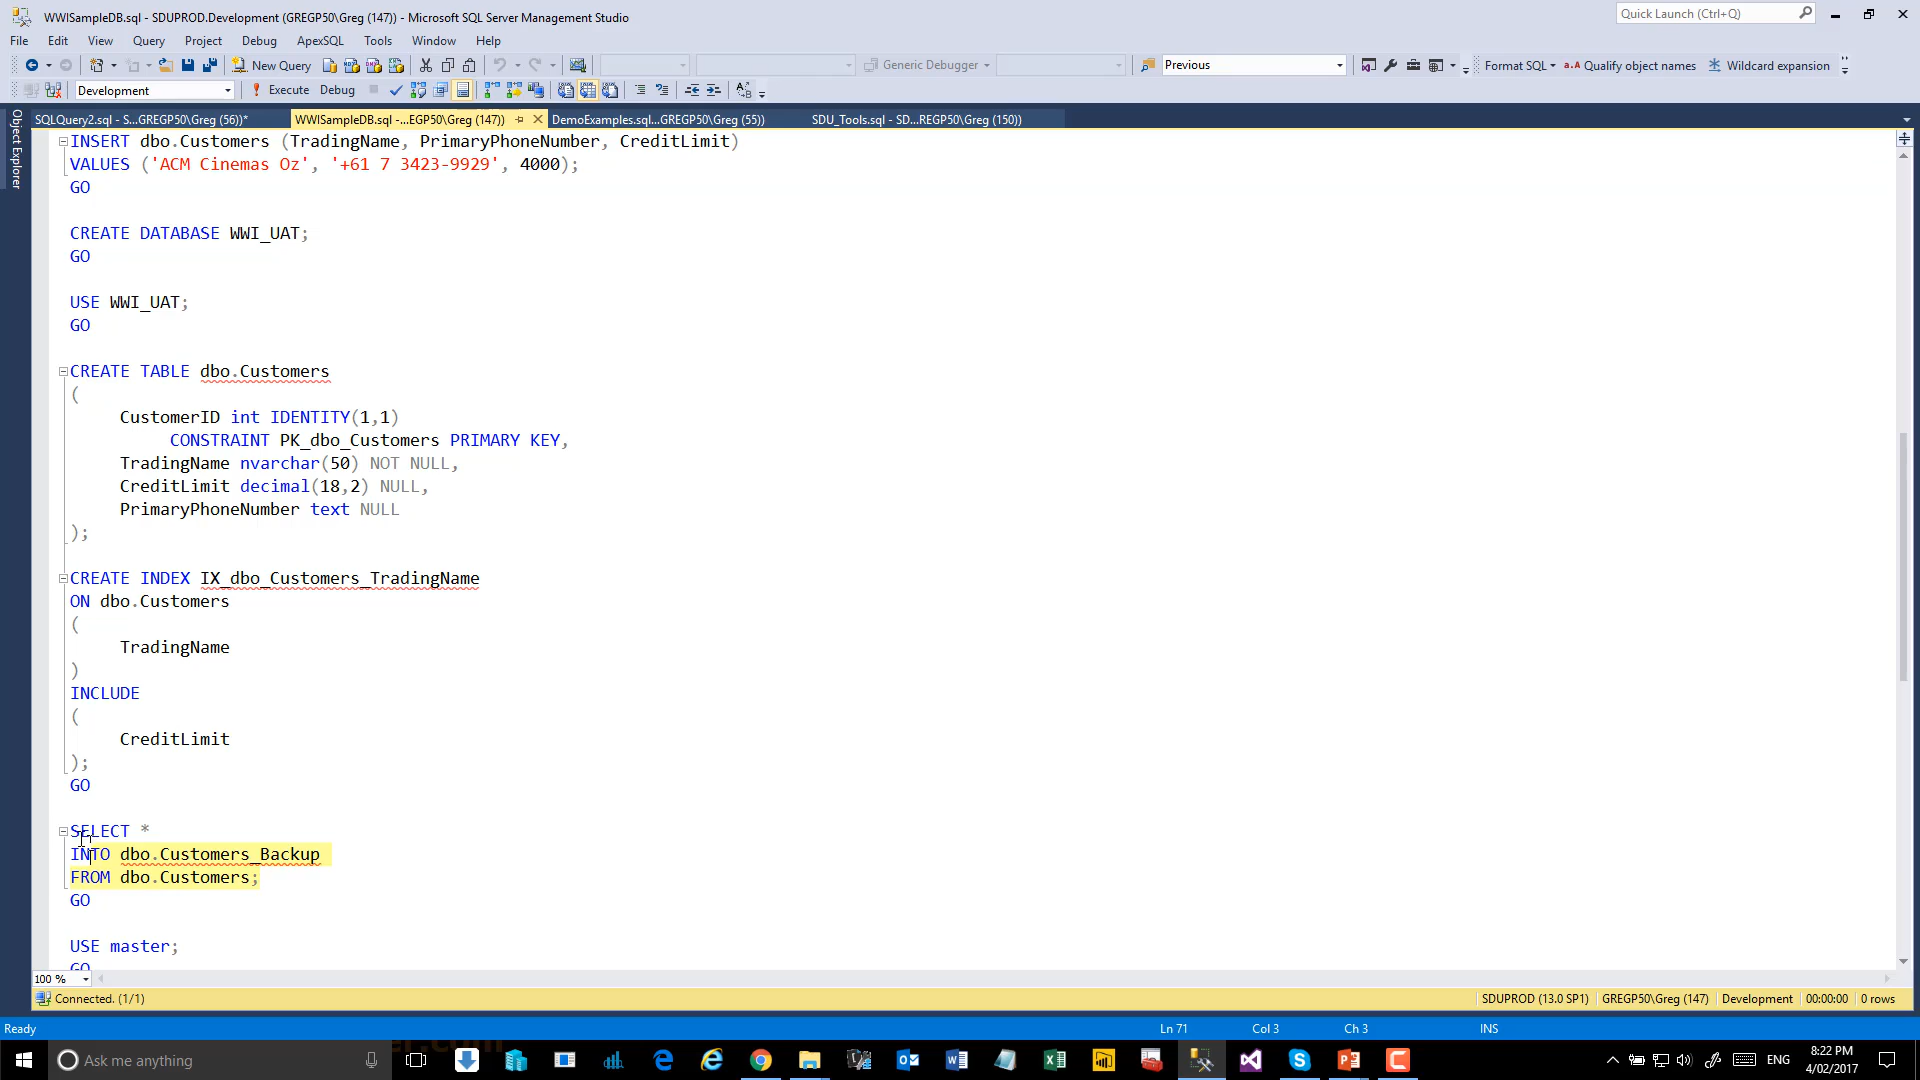 WWISampleDB.sql - SDUPROD.Development (GREGP50\Greg (147)) - Microsoft SQL Server Management Studio
Quick Launch (Ctrl+Q)
File Edit View Query Project Debug ApexSQL Tools Window Help
New Query
Generic Debugger
Previous
Format SQL
a.A Qualify object names
Wildcard expansion
Development
Execute Debug
Object Explorer
SQLQuery2.sql - S...GREGP50\Greg (56))*
WWISampleDB.sql -...EGP50\Greg (147))
DemoExamples.sql...GREGP50\Greg (55))
SDU_Tools.sql - SD...REGP50\Greg (150))
INSERT dbo.Customers (TradingName, PrimaryPhoneNumber, CreditLimit)
VALUES ('ACM Cinemas Oz', '+61 7 3423-9929', 4000);
GO
CREATE DATABASE WWI_UAT;
GO
USE WWI_UAT;
GO
CREATE TABLE dbo.Customers
(
CustomerID int IDENTITY(1,1)
CONSTRAINT PK_dbo_Customers PRIMARY KEY,
TradingName nvarchar(50) NOT NULL,
CreditLimit decimal(18,2) NULL,
PrimaryPhoneNumber text NULL
);
CREATE INDEX IX_dbo_Customers_TradingName
ON dbo.Customers
(
TradingName
)
INCLUDE
(
CreditLimit
);
GO
SELECT *
INTO dbo.Customers_Backup
FROM dbo.Customers;
GO
USE master;
GO
100 %
Connected. (1/1)
SDUPROD (13.0 SP1) GREGP50\Greg (147) Development 00:00:00 0 rows
Ready
Ln 71 Col 3 Ch 3 INS
Ask me anything
ENG
8:22 PM
4/02/2017